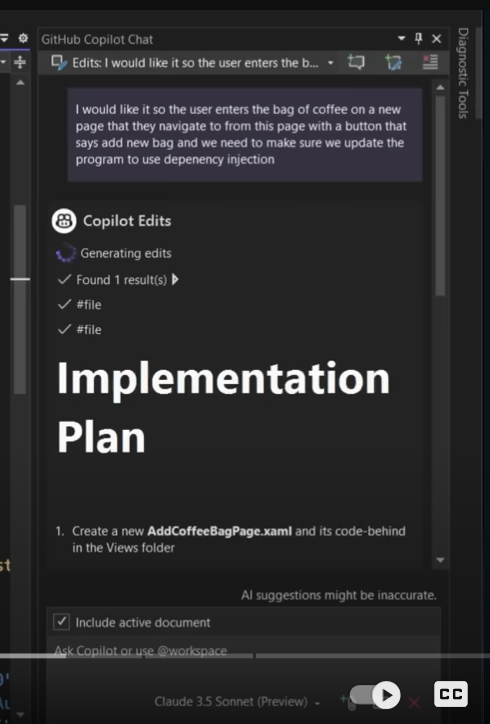 GitHub Copilot Chat
Edits: I would like it so the user enters the b...
I would like it so the user enters the bag of coffee on a new
page that they navigate to from this page with a button that
says add new bag and we need to make sure we update the
program to use depenency injection
Copilot Edits
Generating edits
Found 1 result(s)
#file
#file
Implementation
Plan
1. Create a new AddCoffeeBagPage.xaml and its code-behind
in the Views folder
AI suggestions might be inaccurate.
Include active document
Ask Copilot or use @workspace
Claude 3.5 Sonnet (Preview)
CC
Diagnostic Tools